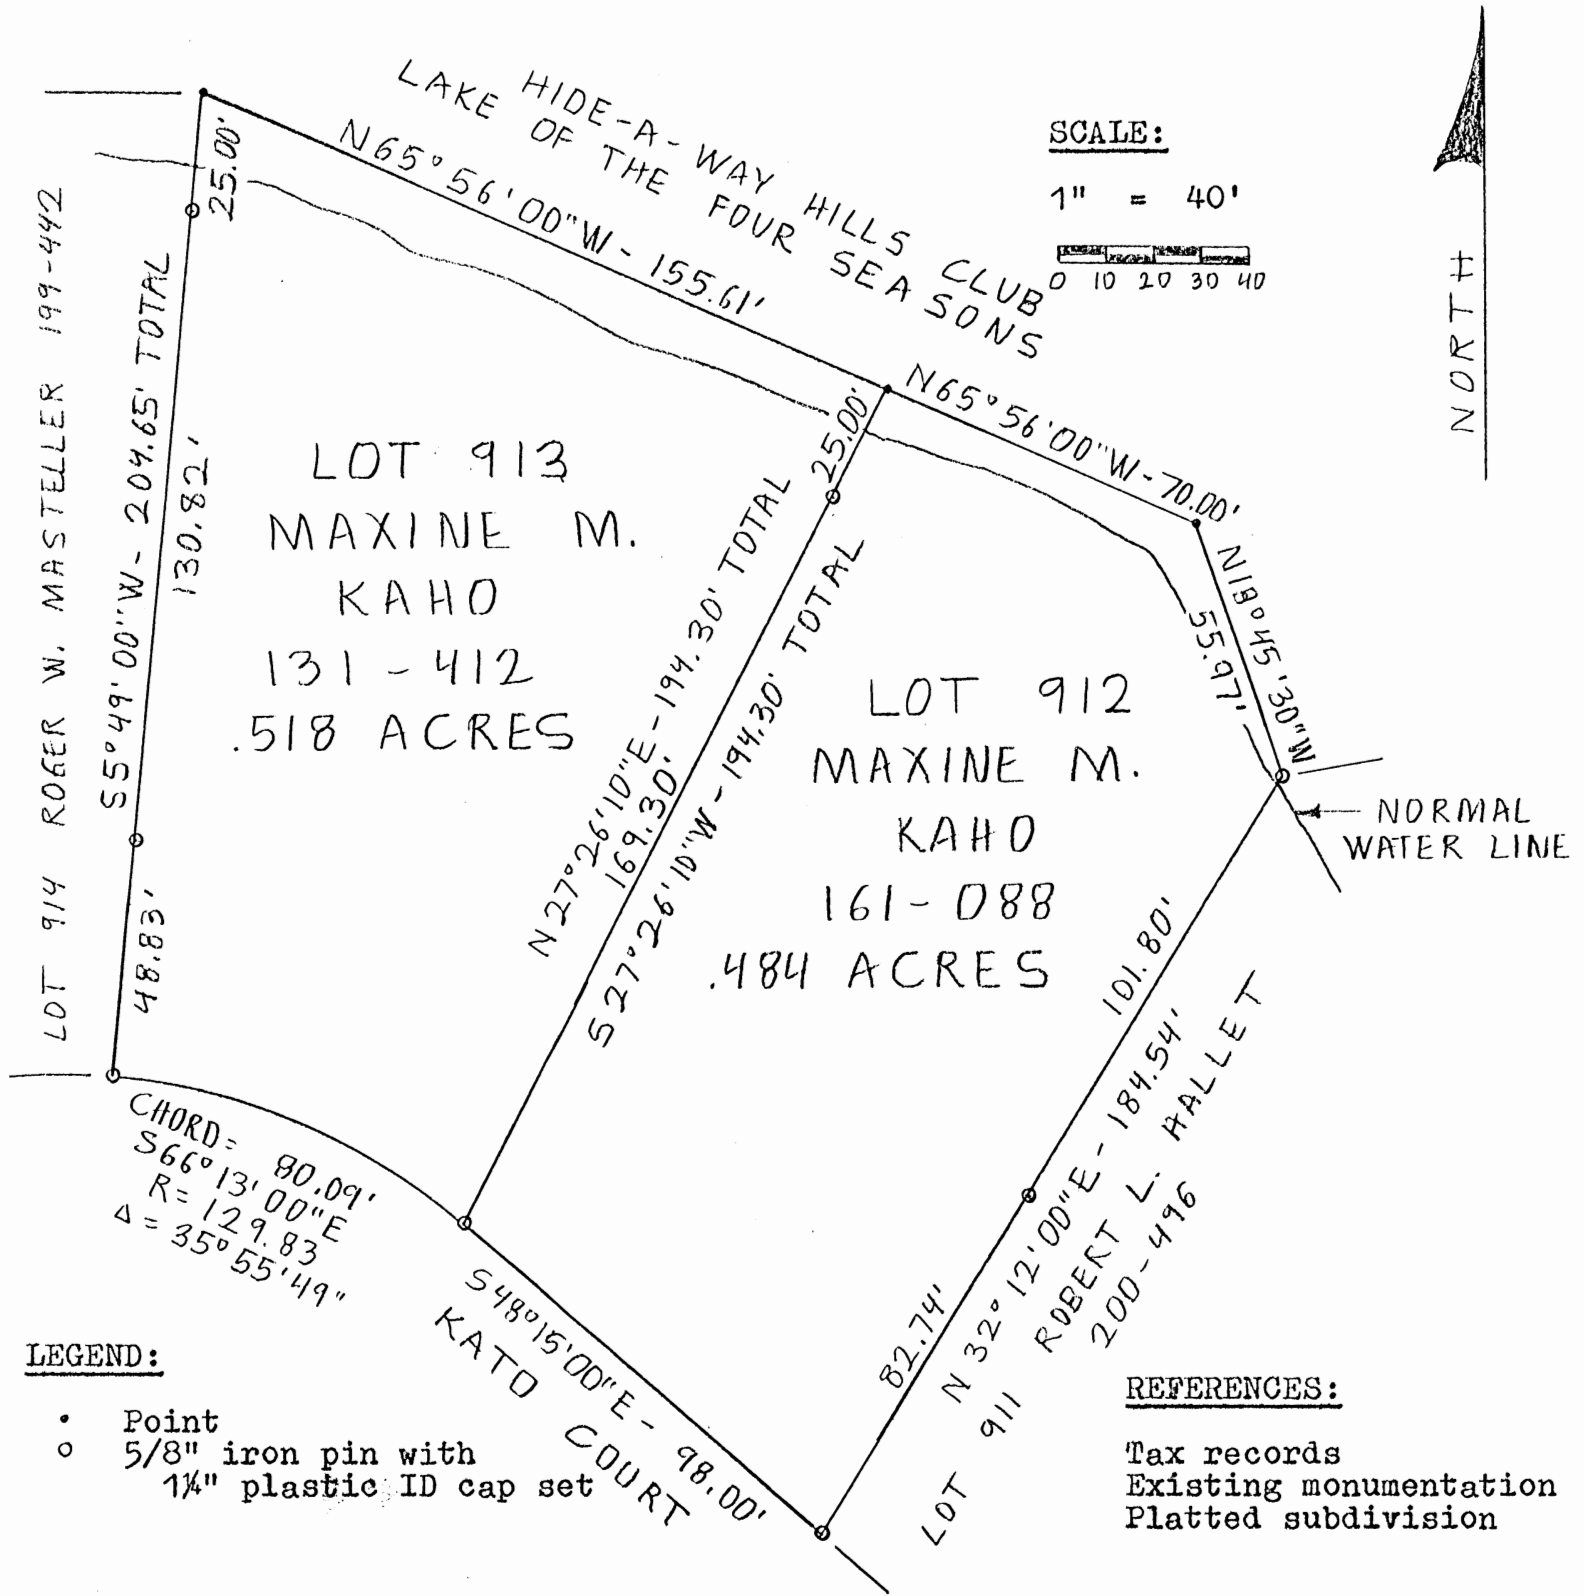 HIDE-A-WAY HILLS CLUB
LAKE OF THE FOUR SEASONS
N65°56'00"W - 155.61'
25.00'
SCALE:
1" = 40'
0 10 20 30 40
NORTH
N65°56'00"W - 70.00'
25.00'
N18°45'30"W
55.97'
LOT 914 ROGER W. MASTELLER 199-442
S5°49'00"W - 204.65' TOTAL
130.82'
48.83'
LOT 913
MAXINE M.
KAHO
131-412
.518 ACRES
N27°26'10"E - 194.30' TOTAL
169.30'
S27°26'10"W - 194.30' TOTAL
LOT 912
MAXINE M.
KAHO
161-088
.484 ACRES
NORMAL
WATER LINE
101.80'
82.74'
N32°12'00"E - 184.54'
LOT 911 ROBERT L. HALLET
200-496
CHORD = 80.09'
S66°13'00"E
R = 129.83
Δ = 35°55'49"
S48°15'00"E - 98.00'
KATO COURT
LEGEND:
• Point
o 5/8" iron pin with
1¼" plastic ID cap set
REFERENCES:
Tax records
Existing monumentation
Platted subdivision